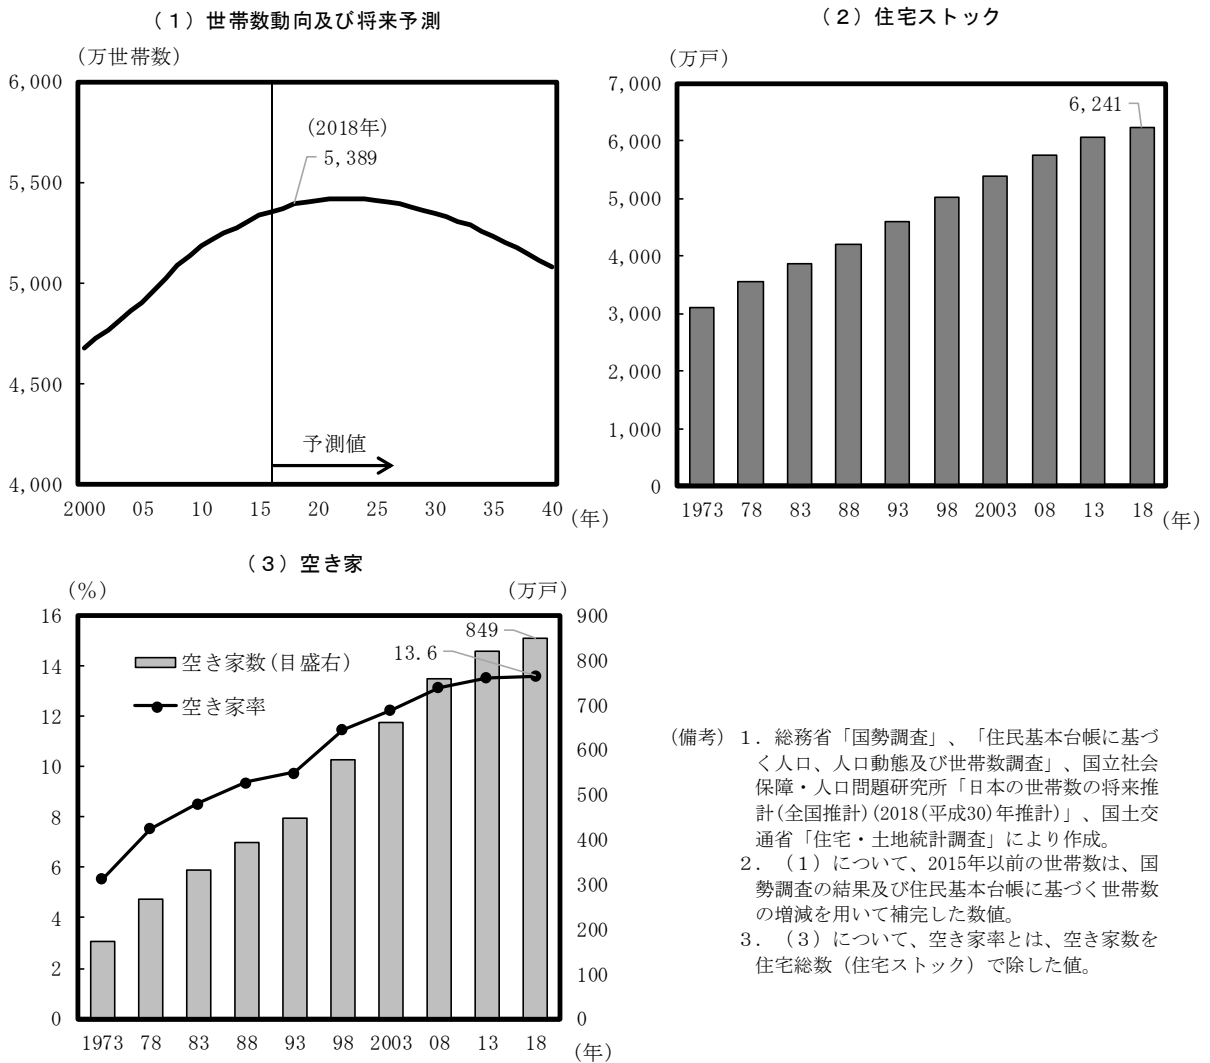 （１）世帯数動向及び将来予測
(万世帯数)
6,000
5,500
5,000
4,500
4,000
(2018年)
5,389
予測値
2000 05 10 15 20 25 30 35 40 (年)
（２）住宅ストック
(万戸)
7,000
6,000
5,000
4,000
3,000
2,000
1,000
0
6,241
1973 78 83 88 93 98 2003 08 13 18 (年)
（３）空き家
(%) (万戸)
16
14
12
10
8
6
4
2
0
空き家数(目盛右)
空き家率
849
13.6
900
800
700
600
500
400
300
200
100
0
1973 78 83 88 93 98 2003 08 13 18 (年)
(備考) １．総務省「国勢調査」、「住民基本台帳に基づ
く人口、人口動態及び世帯数調査」、国立社会
保障・人口問題研究所「日本の世帯数の将来推
計(全国推計)(2018(平成30)年推計)」、国土交
通省「住宅・土地統計調査」により作成。
２．（１）について、2015年以前の世帯数は、国
勢調査の結果及び住民基本台帳に基づく世帯数
の増減を用いて補完した数値。
３．（３）について、空き家率とは、空き家数を
住宅総数（住宅ストック）で除した値。